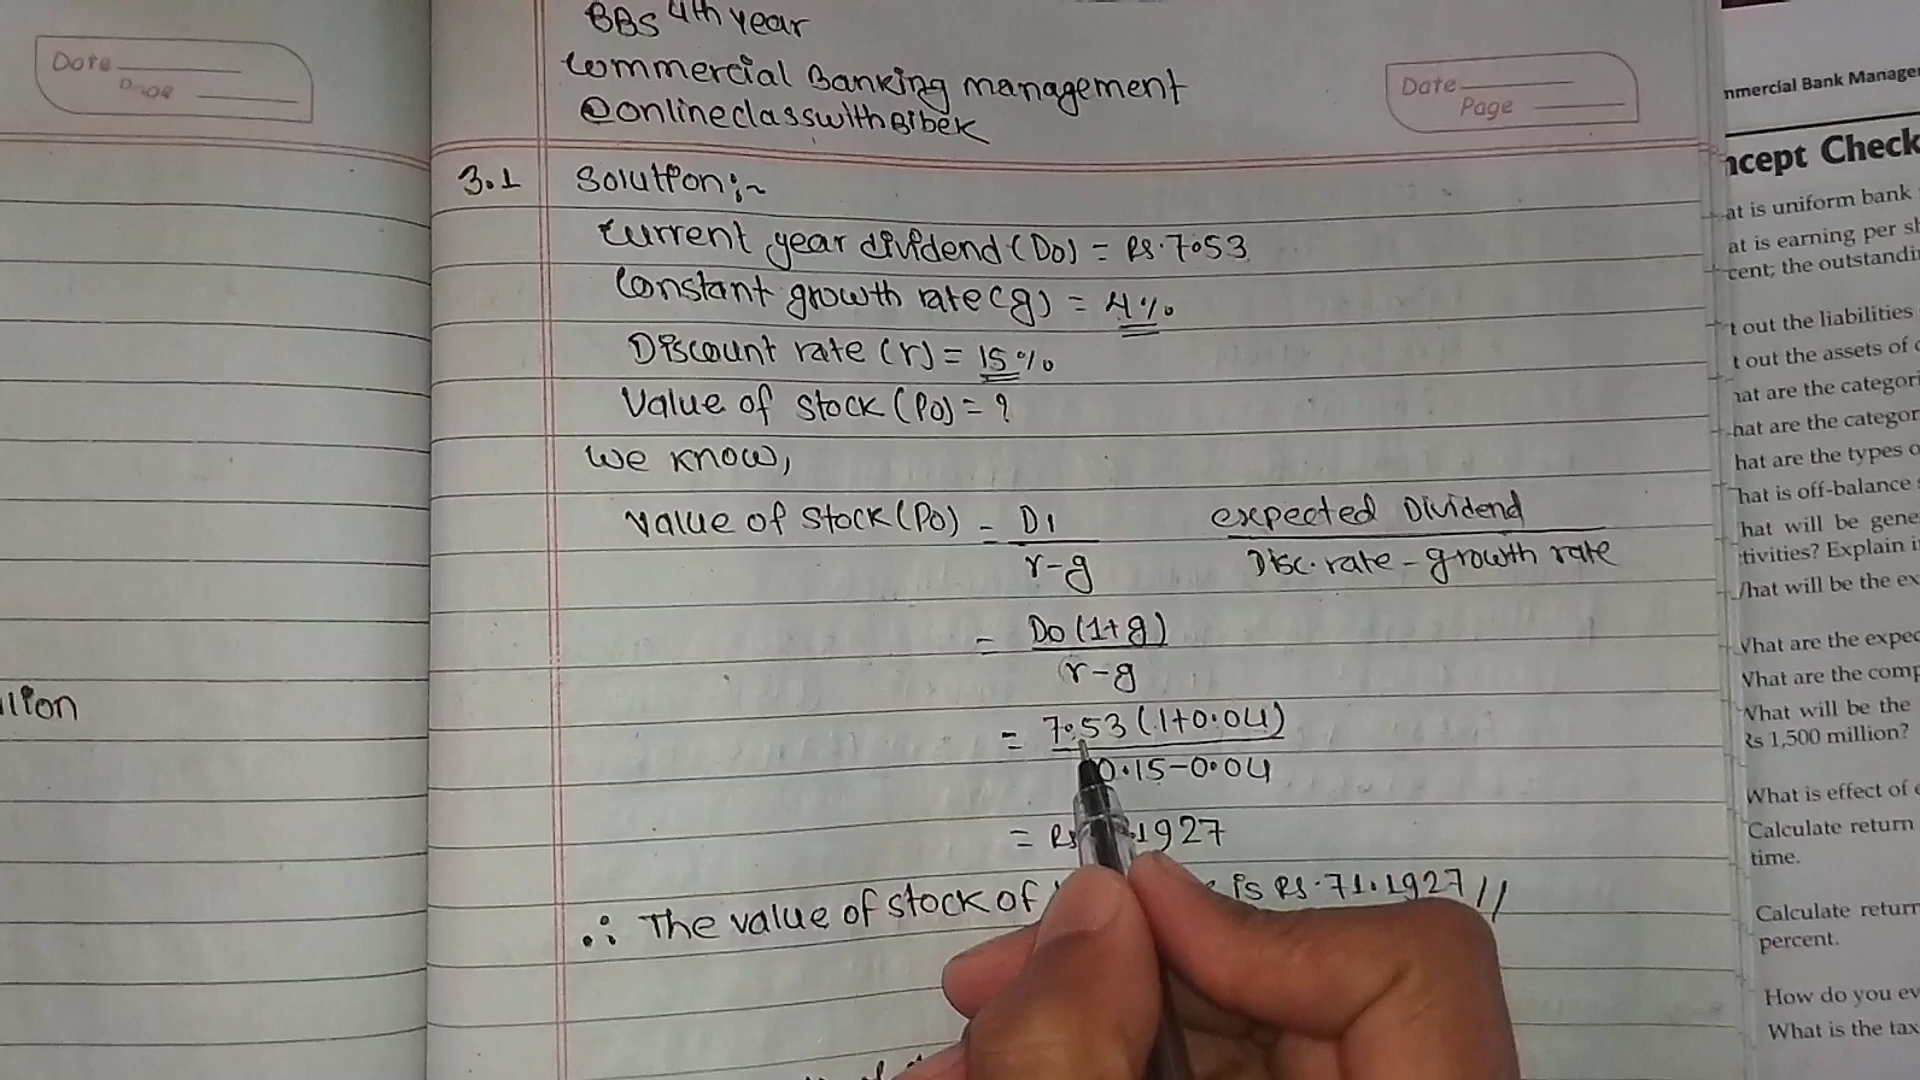 BBS 4th Year
Commercial Banking management
@onlineclasswithBibek
Date
Page
Date
Page
3.1 Solution:~
Current year dividend (Do) = Rs.7.53
Constant growth rate (g) = 4%
Discount rate (r) = 15%
Value of stock (Po) = ?
We know,
Value of stock (Po) = D1 / r-g
expected Dividend / Disc. rate - growth rate
= Do (1+g) / r-g
= 7.53 (1+0.04) / 0.15-0.04
= Rs .1927
∴ The value of stock of is Rs.71.1927//
mmercial Bank Manage
ncept Check
at is uniform bank
at is earning per sh
cent; the outstandi
t out the liabilities
t out the assets of
hat are the categori
hat are the categor
hat are the types o
hat is off-balance
hat will be gene
tivities? Explain i
hat will be the ex
What are the expec
What are the comp
What will be the
Rs 1,500 million?
What is effect of
Calculate return
time.
Calculate return
percent.
How do you ev
What is the tax